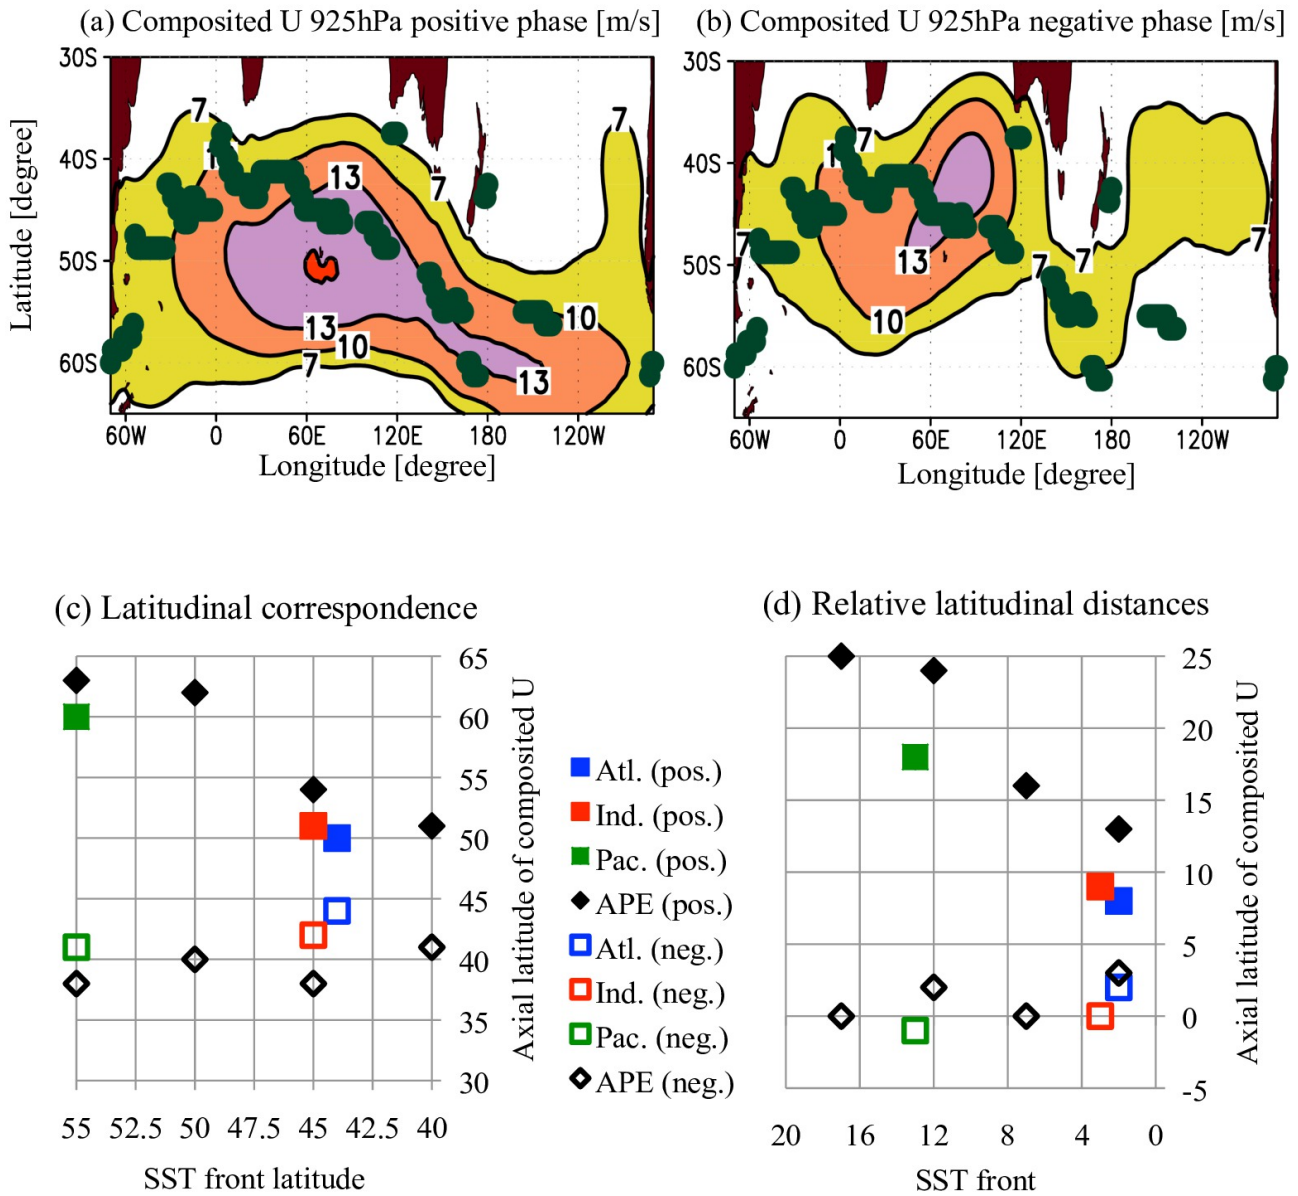 (a) Composited U 925hPa positive phase [m/s]
(b) Composited U 925hPa negative phase [m/s]
Latitude [degree]
30S
40S
50S
60S
7
1
13
7
13
10
7
10
13
60W 0 60E 120E 180 120W
Longitude [degree]
30S
40S
50S
60S
1
7
7
13
10
7
7
7
60W 0 60E 120E 180 120W
Longitude [degree]
(c) Latitudinal correspondence
65
60
55
50
45
40
35
30
Axial latitude of composited U
55 52.5 50 47.5 45 42.5 40
SST front latitude
Atl. (pos.)
Ind. (pos.)
Pac. (pos.)
APE (pos.)
Atl. (neg.)
Ind. (neg.)
Pac. (neg.)
APE (neg.)
(d) Relative latitudinal distances
25
20
15
10
5
0
-5
Axial latitude of composited U
20 16 12 8 4 0
SST front